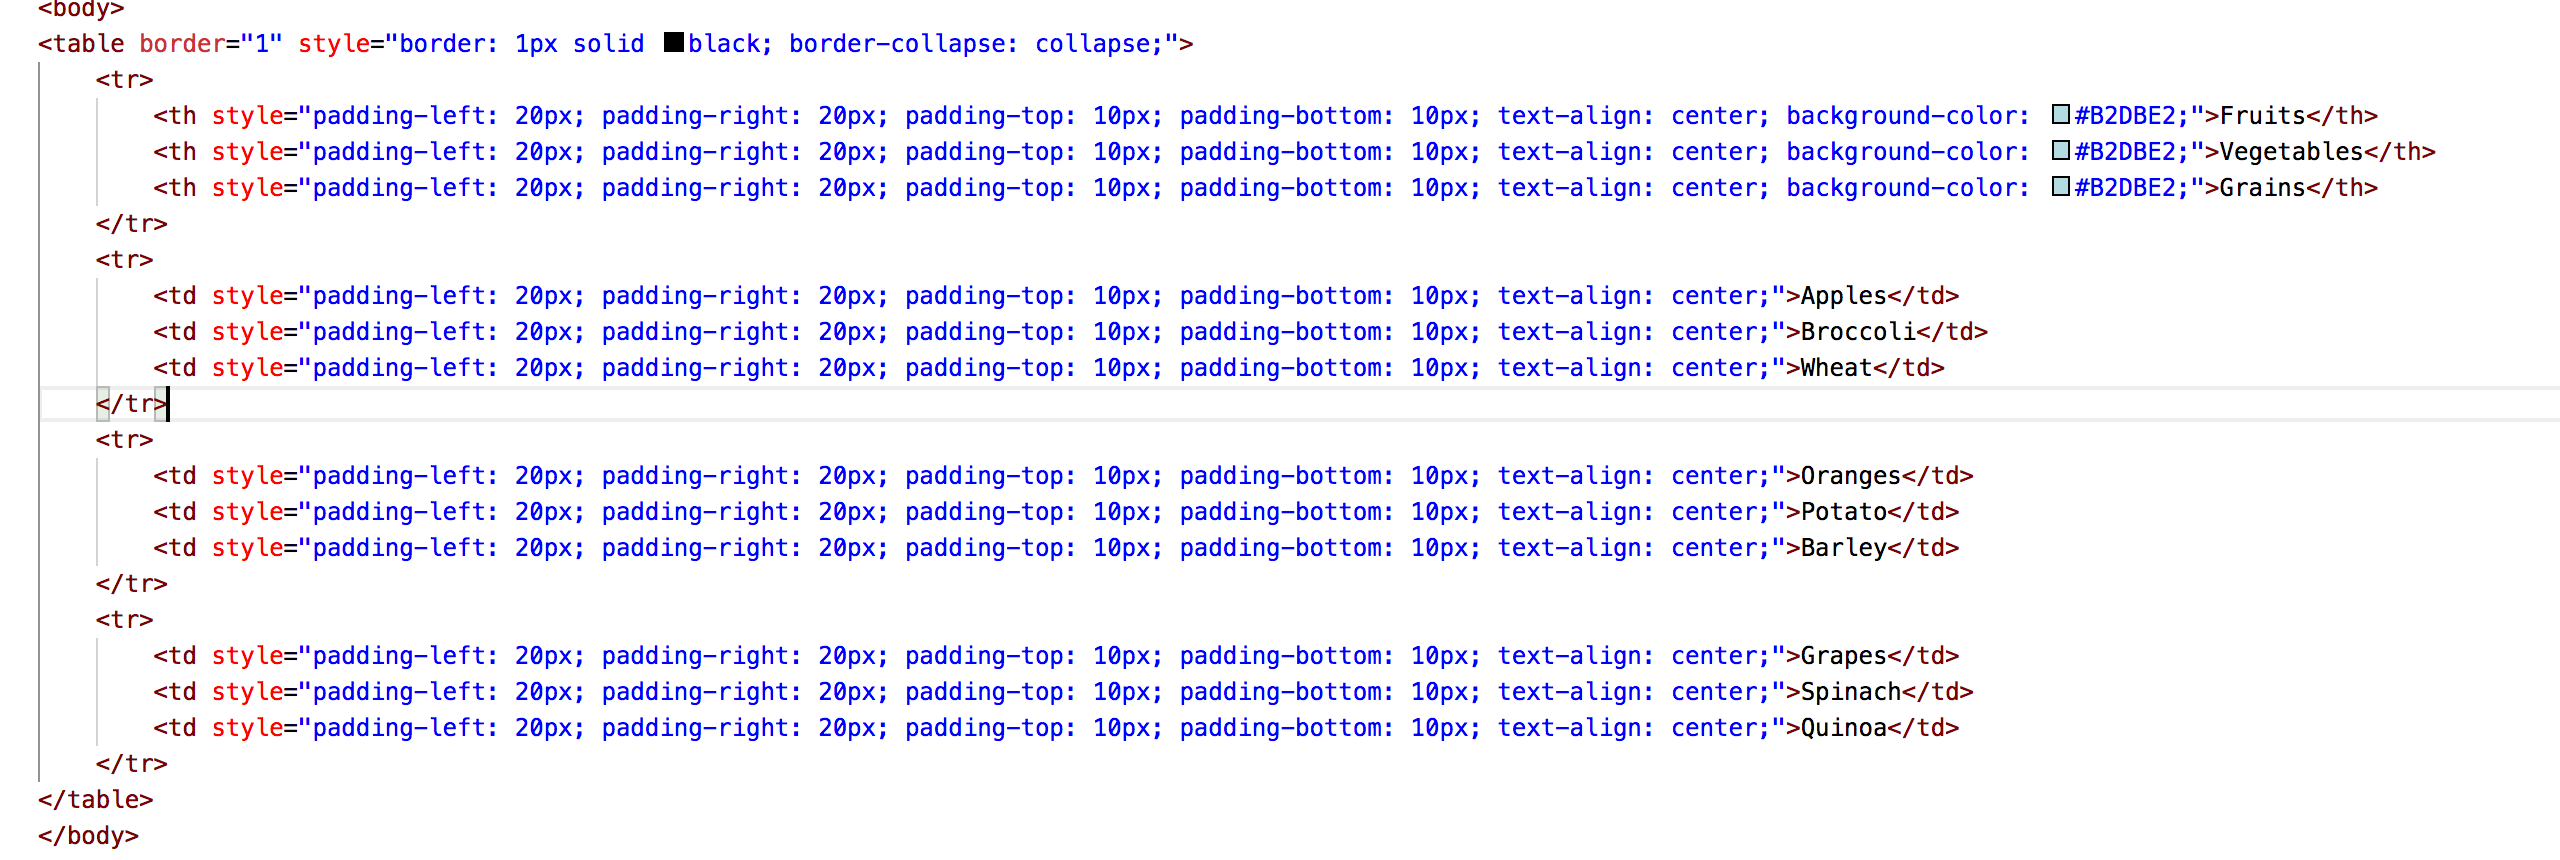 <body>
<table border="1" style="border: 1px solid black; border-collapse: collapse;">
<tr>
<th style="padding-left: 20px; padding-right: 20px; padding-top: 10px; padding-bottom: 10px; text-align: center; background-color: #B2DBE2;">Fruits</th>
<th style="padding-left: 20px; padding-right: 20px; padding-top: 10px; padding-bottom: 10px; text-align: center; background-color: #B2DBE2;">Vegetables</th>
<th style="padding-left: 20px; padding-right: 20px; padding-top: 10px; padding-bottom: 10px; text-align: center; background-color: #B2DBE2;">Grains</th>
</tr>
<tr>
<td style="padding-left: 20px; padding-right: 20px; padding-top: 10px; padding-bottom: 10px; text-align: center;">Apples</td>
<td style="padding-left: 20px; padding-right: 20px; padding-top: 10px; padding-bottom: 10px; text-align: center;">Broccoli</td>
<td style="padding-left: 20px; padding-right: 20px; padding-top: 10px; padding-bottom: 10px; text-align: center;">Wheat</td>
</tr>
<tr>
<td style="padding-left: 20px; padding-right: 20px; padding-top: 10px; padding-bottom: 10px; text-align: center;">Oranges</td>
<td style="padding-left: 20px; padding-right: 20px; padding-top: 10px; padding-bottom: 10px; text-align: center;">Potato</td>
<td style="padding-left: 20px; padding-right: 20px; padding-top: 10px; padding-bottom: 10px; text-align: center;">Barley</td>
</tr>
<tr>
<td style="padding-left: 20px; padding-right: 20px; padding-top: 10px; padding-bottom: 10px; text-align: center;">Grapes</td>
<td style="padding-left: 20px; padding-right: 20px; padding-top: 10px; padding-bottom: 10px; text-align: center;">Spinach</td>
<td style="padding-left: 20px; padding-right: 20px; padding-top: 10px; padding-bottom: 10px; text-align: center;">Quinoa</td>
</tr>
</table>
</body>